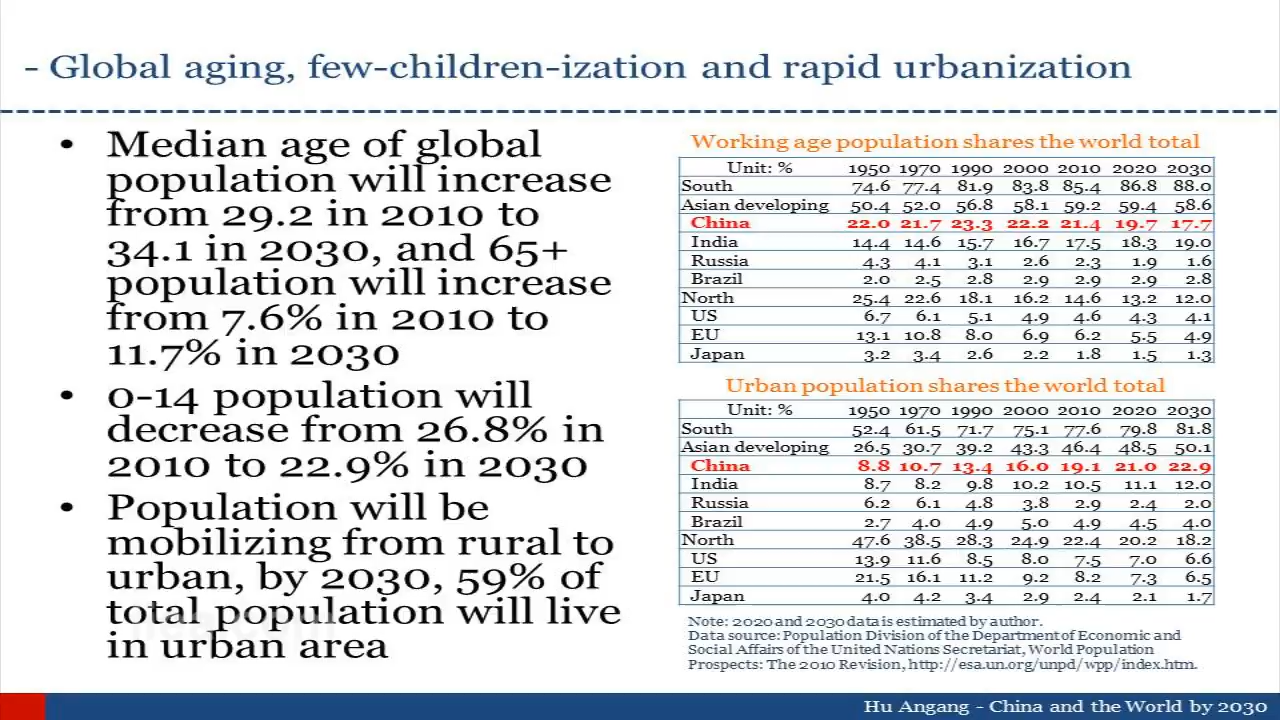 - Global aging, few-children-ization and rapid urbanization
• Median age of global
population will increase
from 29.2 in 2010 to
34.1 in 2030, and 65+
population will increase
from 7.6% in 2010 to
11.7% in 2030
• 0-14 population will
decrease from 26.8% in
2010 to 22.9% in 2030
• Population will be
mobilizing from rural to
urban, by 2030, 59% of
total population will live
in urban area
Working age population shares the world total
Unit: % 1950 1970 1990 2000 2010 2020 2030
South 74.6 77.4 81.9 83.8 85.4 86.8 88.0
Asian developing 50.4 52.0 56.8 58.1 59.2 59.4 58.6
China 22.0 21.7 23.3 22.2 21.4 19.7 17.7
India 14.4 14.6 15.7 16.7 17.5 18.3 19.0
Russia 4.3 4.1 3.1 2.6 2.3 1.9 1.6
Brazil 2.0 2.5 2.8 2.9 2.9 2.9 2.8
North 25.4 22.6 18.1 16.2 14.6 13.2 12.0
US 6.7 6.1 5.1 4.9 4.6 4.3 4.1
EU 13.1 10.8 8.0 6.9 6.2 5.5 4.9
Japan 3.2 3.4 2.6 2.2 1.8 1.5 1.3
Urban population shares the world total
Unit: % 1950 1970 1990 2000 2010 2020 2030
South 52.4 61.5 71.7 75.1 77.6 79.8 81.8
Asian developing 26.5 30.7 39.2 43.3 46.4 48.5 50.1
China 8.8 10.7 13.4 16.0 19.1 21.0 22.9
India 8.7 8.2 9.8 10.2 10.5 11.1 12.0
Russia 6.2 6.1 4.8 3.8 2.9 2.4 2.0
Brazil 2.7 4.0 4.9 5.0 4.9 4.5 4.0
North 47.6 38.5 28.3 24.9 22.4 20.2 18.2
US 13.9 11.6 8.5 8.0 7.5 7.0 6.6
EU 21.5 16.1 11.2 9.2 8.2 7.3 6.5
Japan 4.0 4.2 3.4 2.9 2.4 2.1 1.7
Note: 2020 and 2030 data is estimated by author.
Data source: Population Division of the Department of Economic and
Social Affairs of the United Nations Secretariat, World Population
Prospects: The 2010 Revision, http://esa.un.org/unpd/wpp/index.htm.
Hu Angang - China and the World by 2030